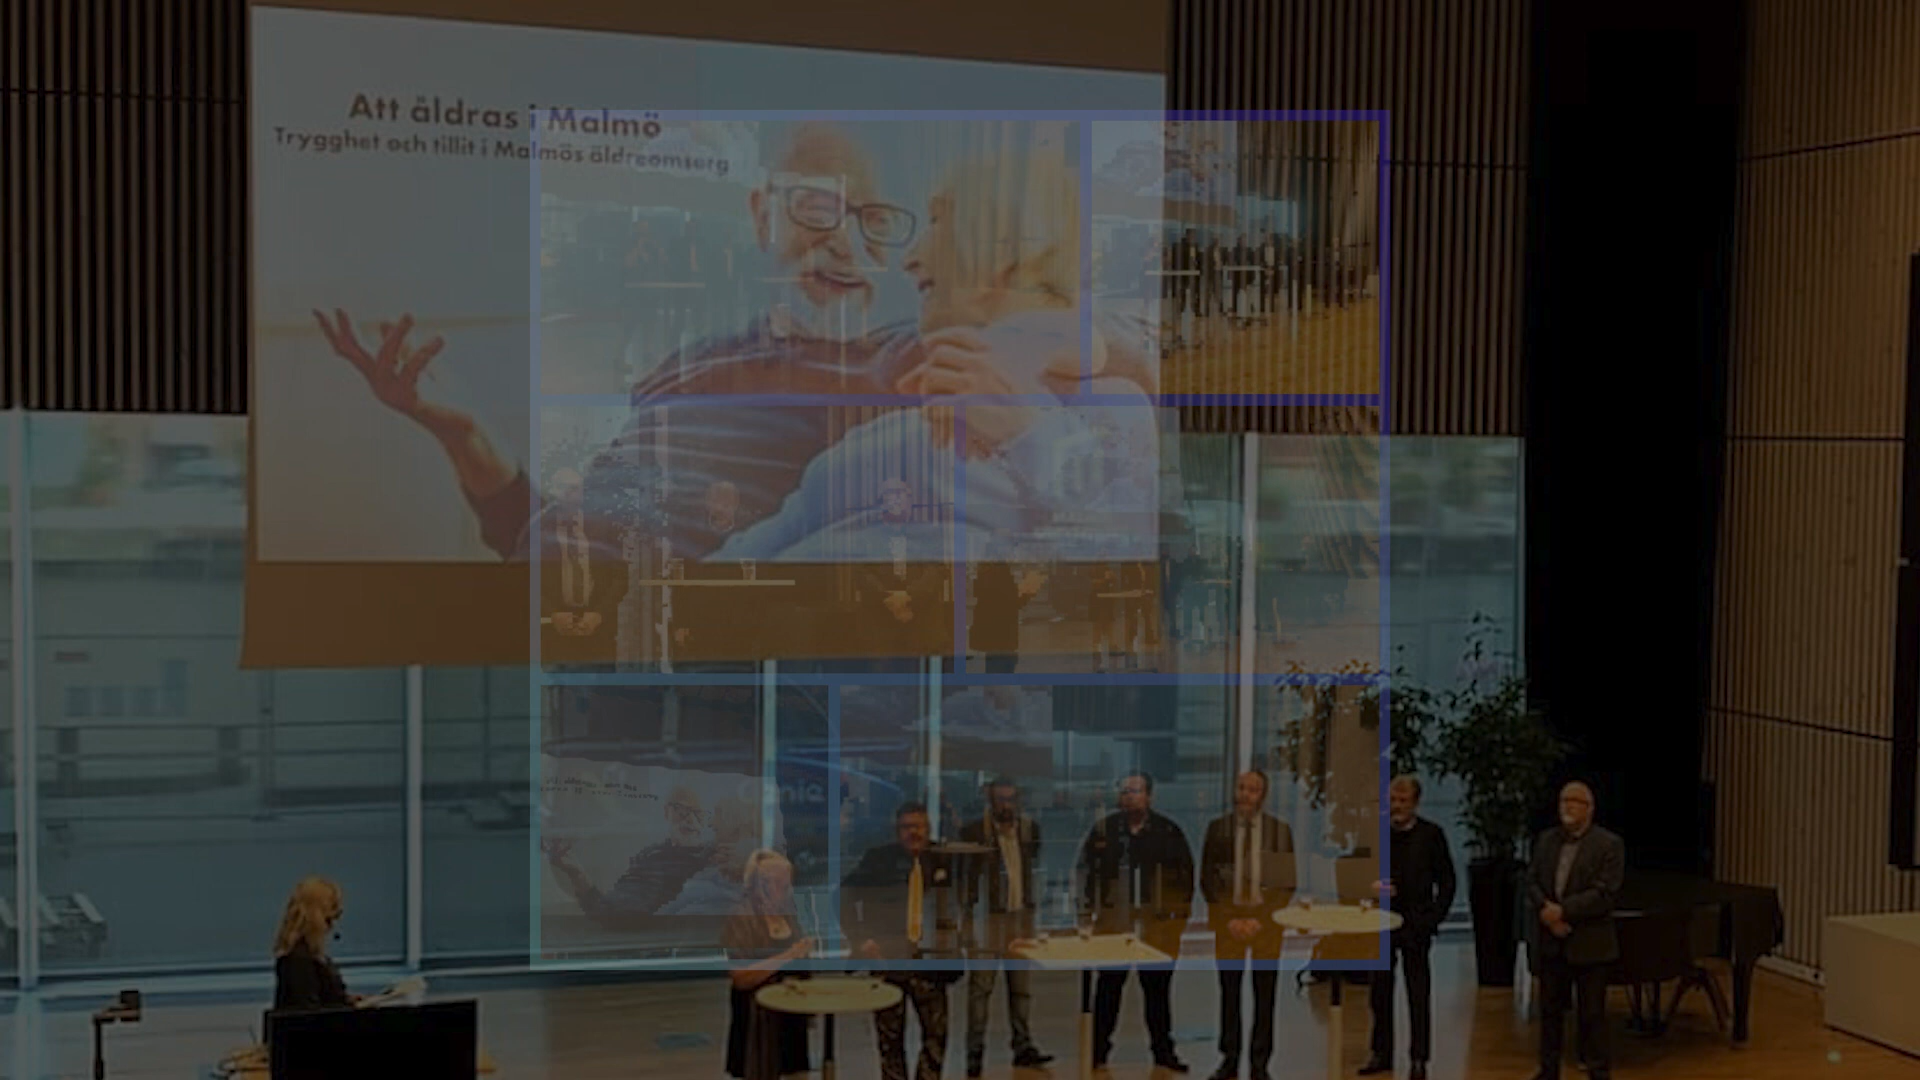 Att åldras i Malmö
Trygghet och tillit i Malmös äldreomsorg